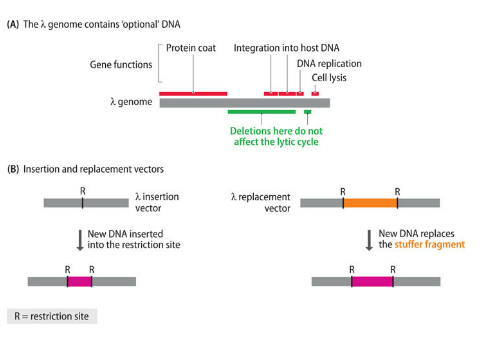 (A) The λ genome contains 'optional' DNA
Protein coat
Integration into host DNA
Gene functions
DNA replication
Cell lysis
λ genome
Deletions here do not
affect the lytic cycle
(B) Insertion and replacement vectors
R
λ insertion
vector
New DNA inserted
into the restriction site
R R
λ replacement
vector
R R
New DNA replaces
the stuffer fragment
R R
R = restriction site